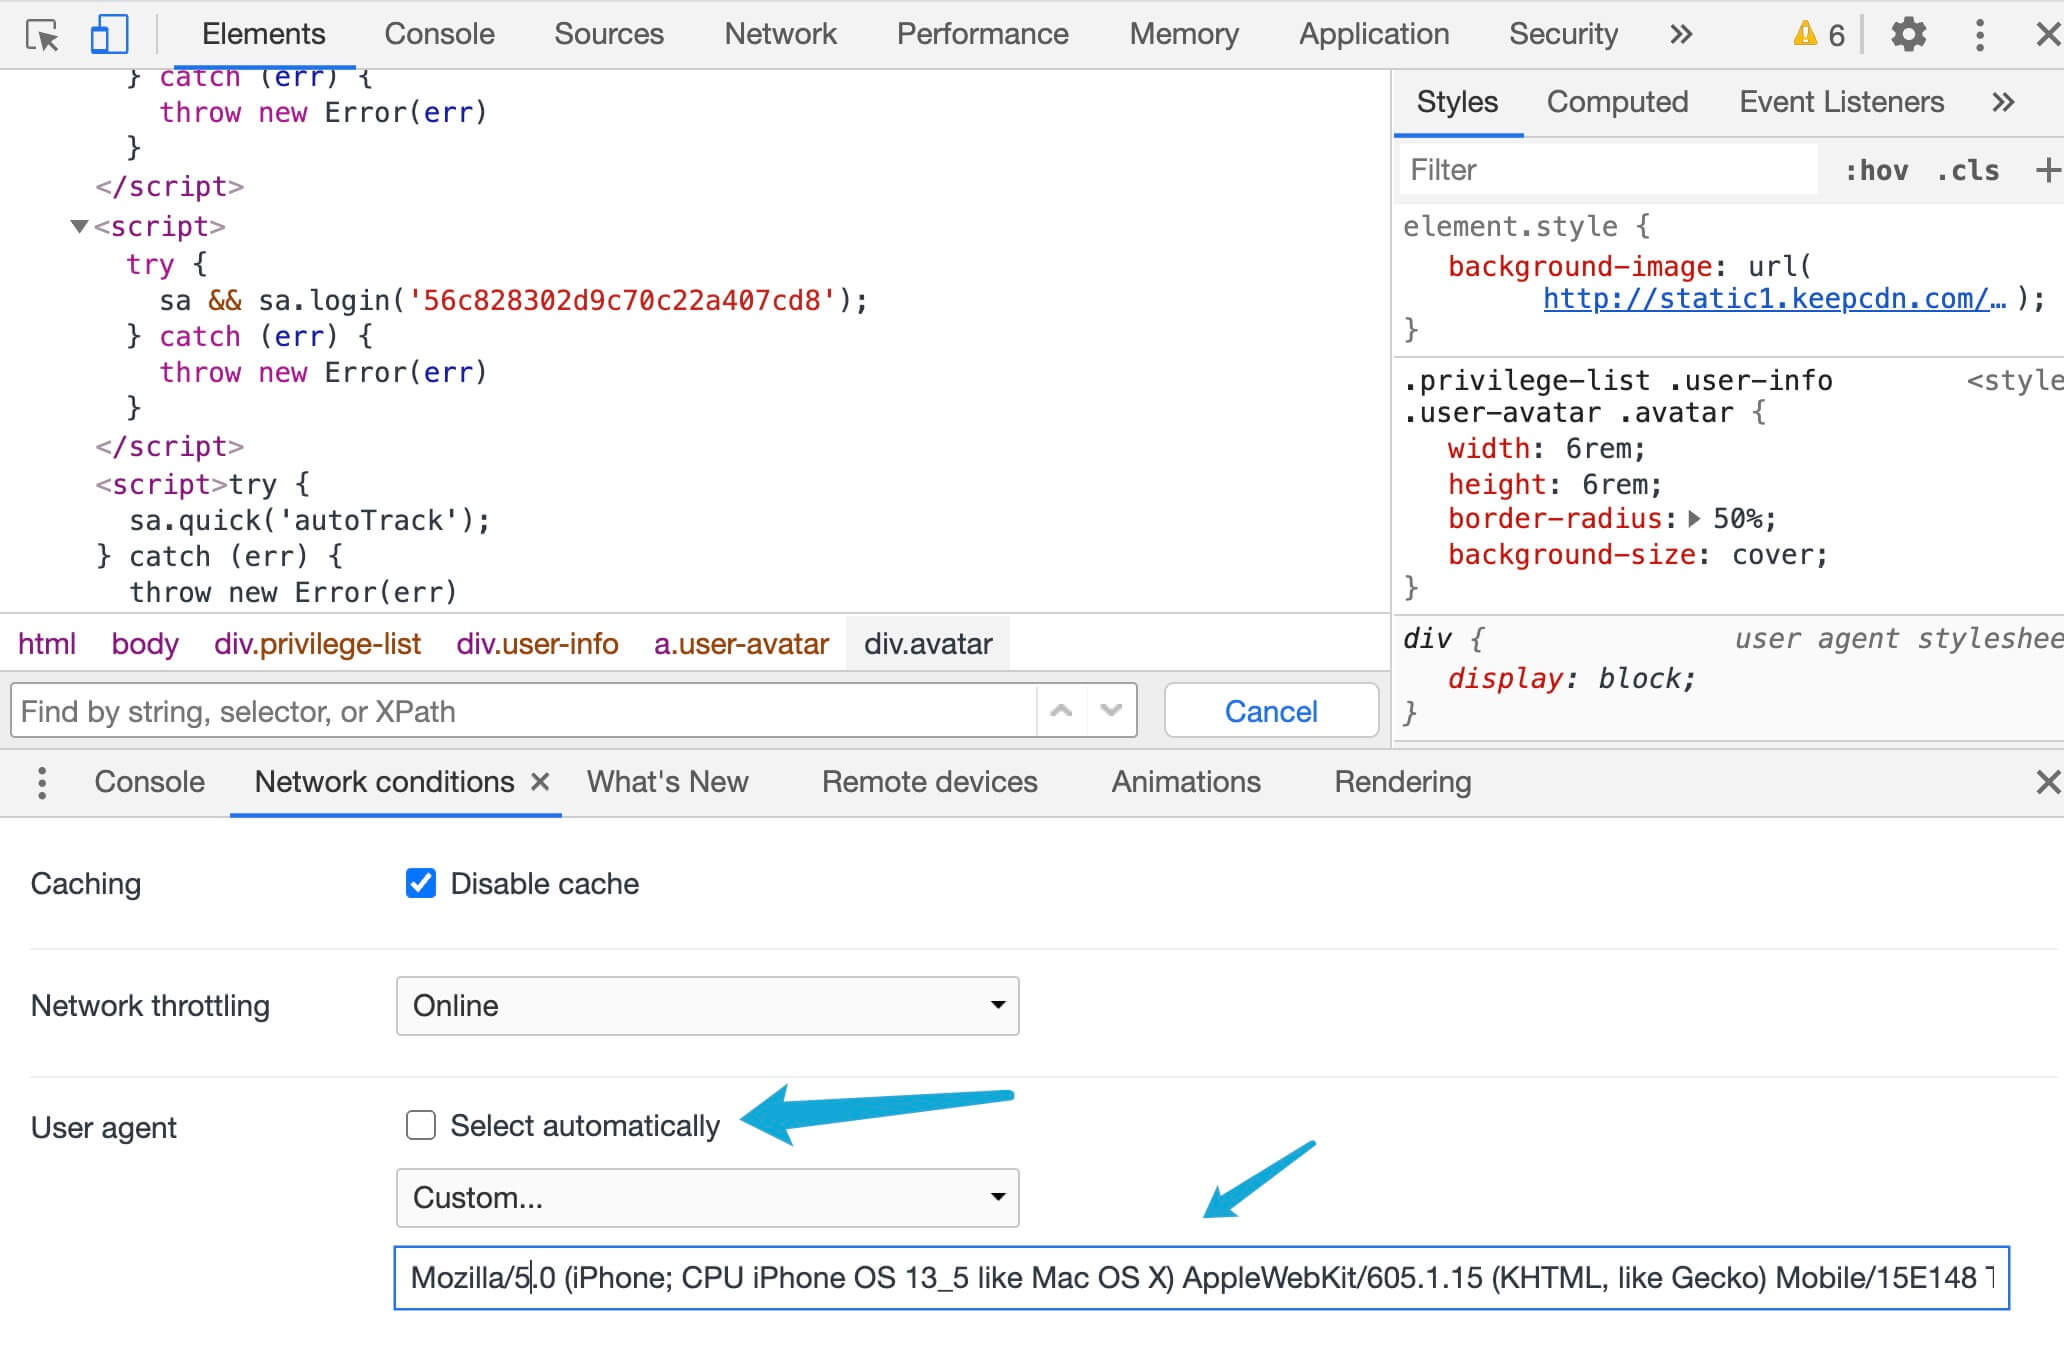 Elements Console Sources Network Performance Memory Application Security » 6
} catch (err) {
throw new Error(err)
}
</script>
<script>
try {
sa && sa.login('56c828302d9c70c22a407cd8');
} catch (err) {
throw new Error(err)
}
</script>
<script>try {
sa.quick('autoTrack');
} catch (err) {
throw new Error(err)
html body div.privilege-list div.user-info a.user-avatar div.avatar
Find by string, selector, or XPath Cancel
Styles Computed Event Listeners »
Filter :hov .cls +
element.style {
background-image: url(
http://static1.keepcdn.com/… );
}
.privilege-list .user-info <style
.user-avatar .avatar {
width: 6rem;
height: 6rem;
border-radius: 50%;
background-size: cover;
}
div { user agent styleshee
display: block;
}
Console Network conditions × What's New Remote devices Animations Rendering
Caching Disable cache
Network throttling Online
User agent Select automatically
Custom...
Mozilla/5.0 (iPhone; CPU iPhone OS 13_5 like Mac OS X) AppleWebKit/605.1.15 (KHTML, like Gecko) Mobile/15E148